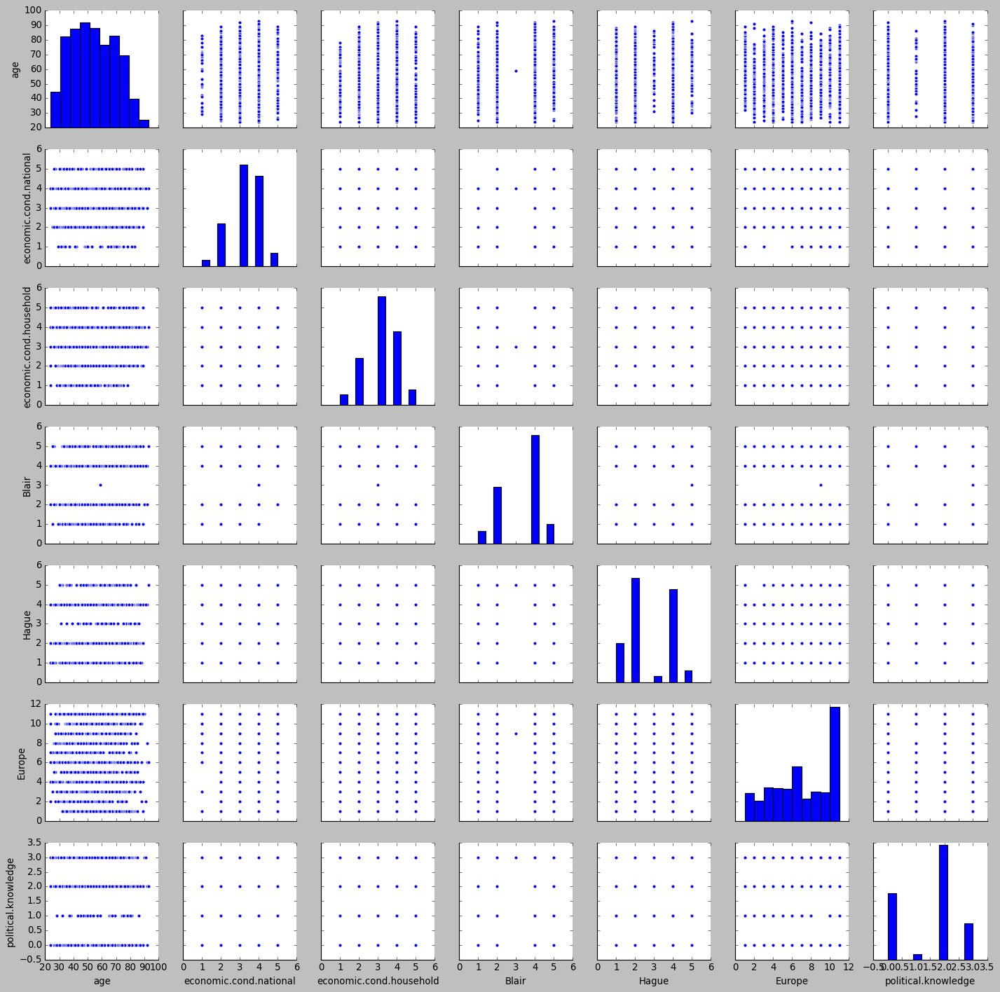 100
90
80
70
60
50
40
30
20
age
6
5
4
3
2
1
0
economic.cond.national
6
5
4
3
2
1
0
economic.cond.household
6
5
4
3
2
1
0
Blair
6
5
4
3
2
1
0
Hague
12
10
8
6
4
2
0
Europe
3.5
3.0
2.5
2.0
1.5
1.0
0.5
0.0
−0.5
political.knowledge
20 30 40 50 60 70 80 90 100
0 1 2 3 4 5 6
0 1 2 3 4 5 6
0 1 2 3 4 5 6
0 1 2 3 4 5 6
0 2 4 6 8 10 12
−0.5 0.0 0.5 1.0 1.5 2.0 2.5 3.0 3.5
age
economic.cond.national
economic.cond.household
Blair
Hague
Europe
political.knowledge